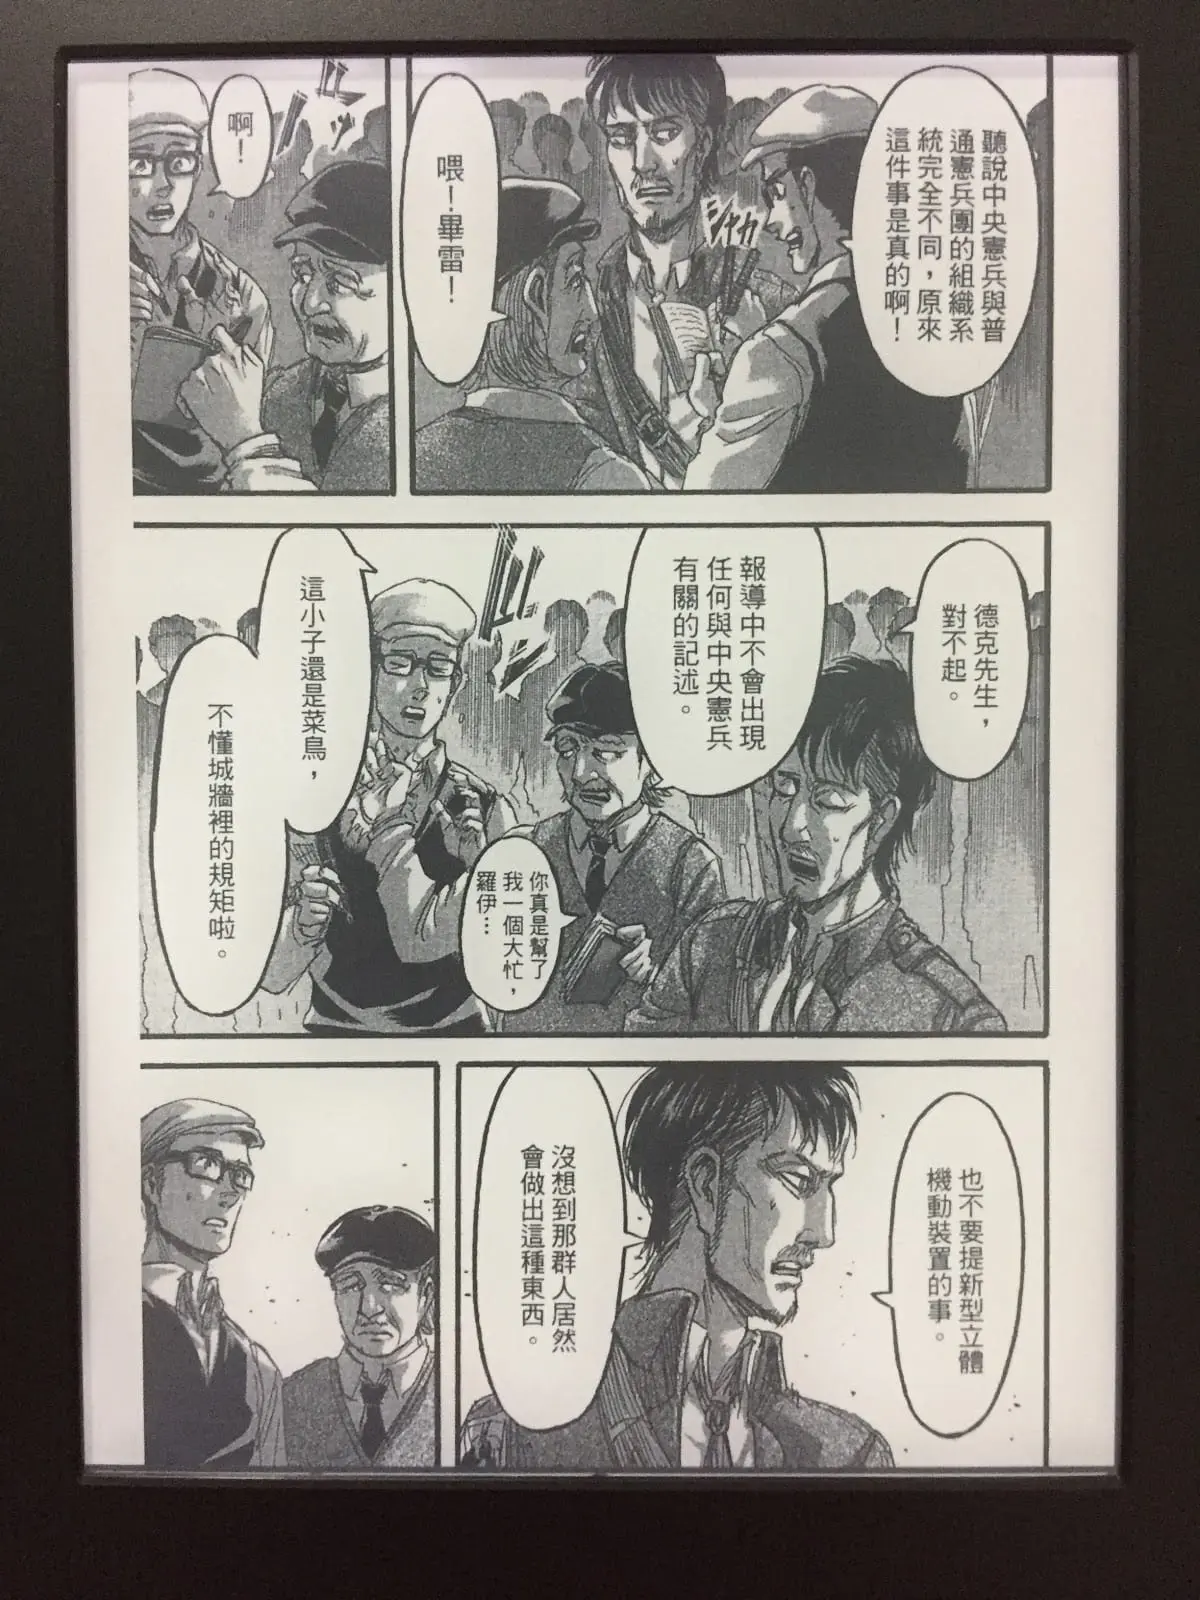 聽說中央憲兵與普
通憲兵團的組織系
統完全不同，原來
這件事是真的啊！
シャカ
喂！畢雷！
啊！
德克先生，
對不起。
報導中不會出現
任何與中央憲兵
有關的記述。
你真是幫了
我一個大忙，
羅伊…
這小子還是菜鳥，
不懂城牆裡的規矩啦。
也不要提新型立體
機動裝置的事。
沒想到那群人居然
會做出這種東西。